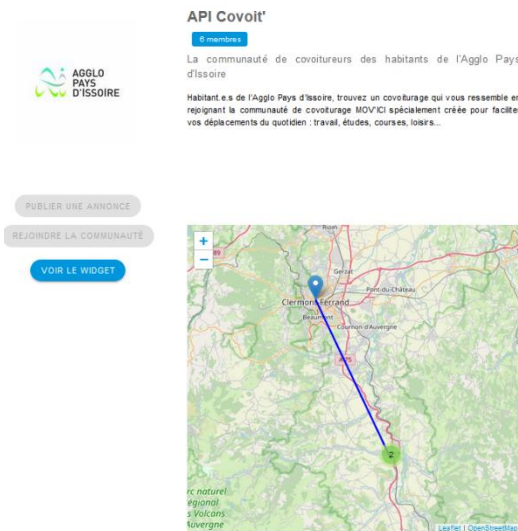 API Covoit'
6 membres
La communauté de covoitureurs des habitants de l'Agglo Pays
d'Issoire
AGGLO
PAYS
D'ISSOIRE
Habitant.e.s de l'Agglo Pays d'Issoire, trouvez un covoiturage qui vous ressemble en
rejoignant la communauté de covoiturage MOV'ICI spécialement créée pour faciliter
vos déplacements du quotidien : travail, études, courses, loisirs...
PUBLIER UNE ANNONCE
REJOINDRE LA COMMUNAUTÉ
VOIR LE WIDGET
+
−
Gerzat
Pont-du-Château
Clermont-Ferrand
Beaumont
Cournon-d'Auvergne
A75
2
rc naturel
égional
s Volcans
Auvergne
Leaflet | OpenStreetMap